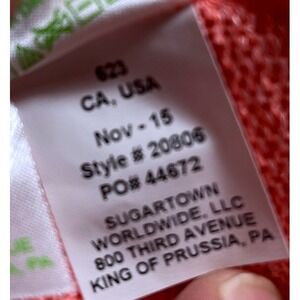 623
CA, USA
Nov - 15
Style # 20806
PO# 44672
SUGARTOWN
WORLDWIDE, LLC
800 THIRD AVENUE
KING OF PRUSSIA, PA
PA